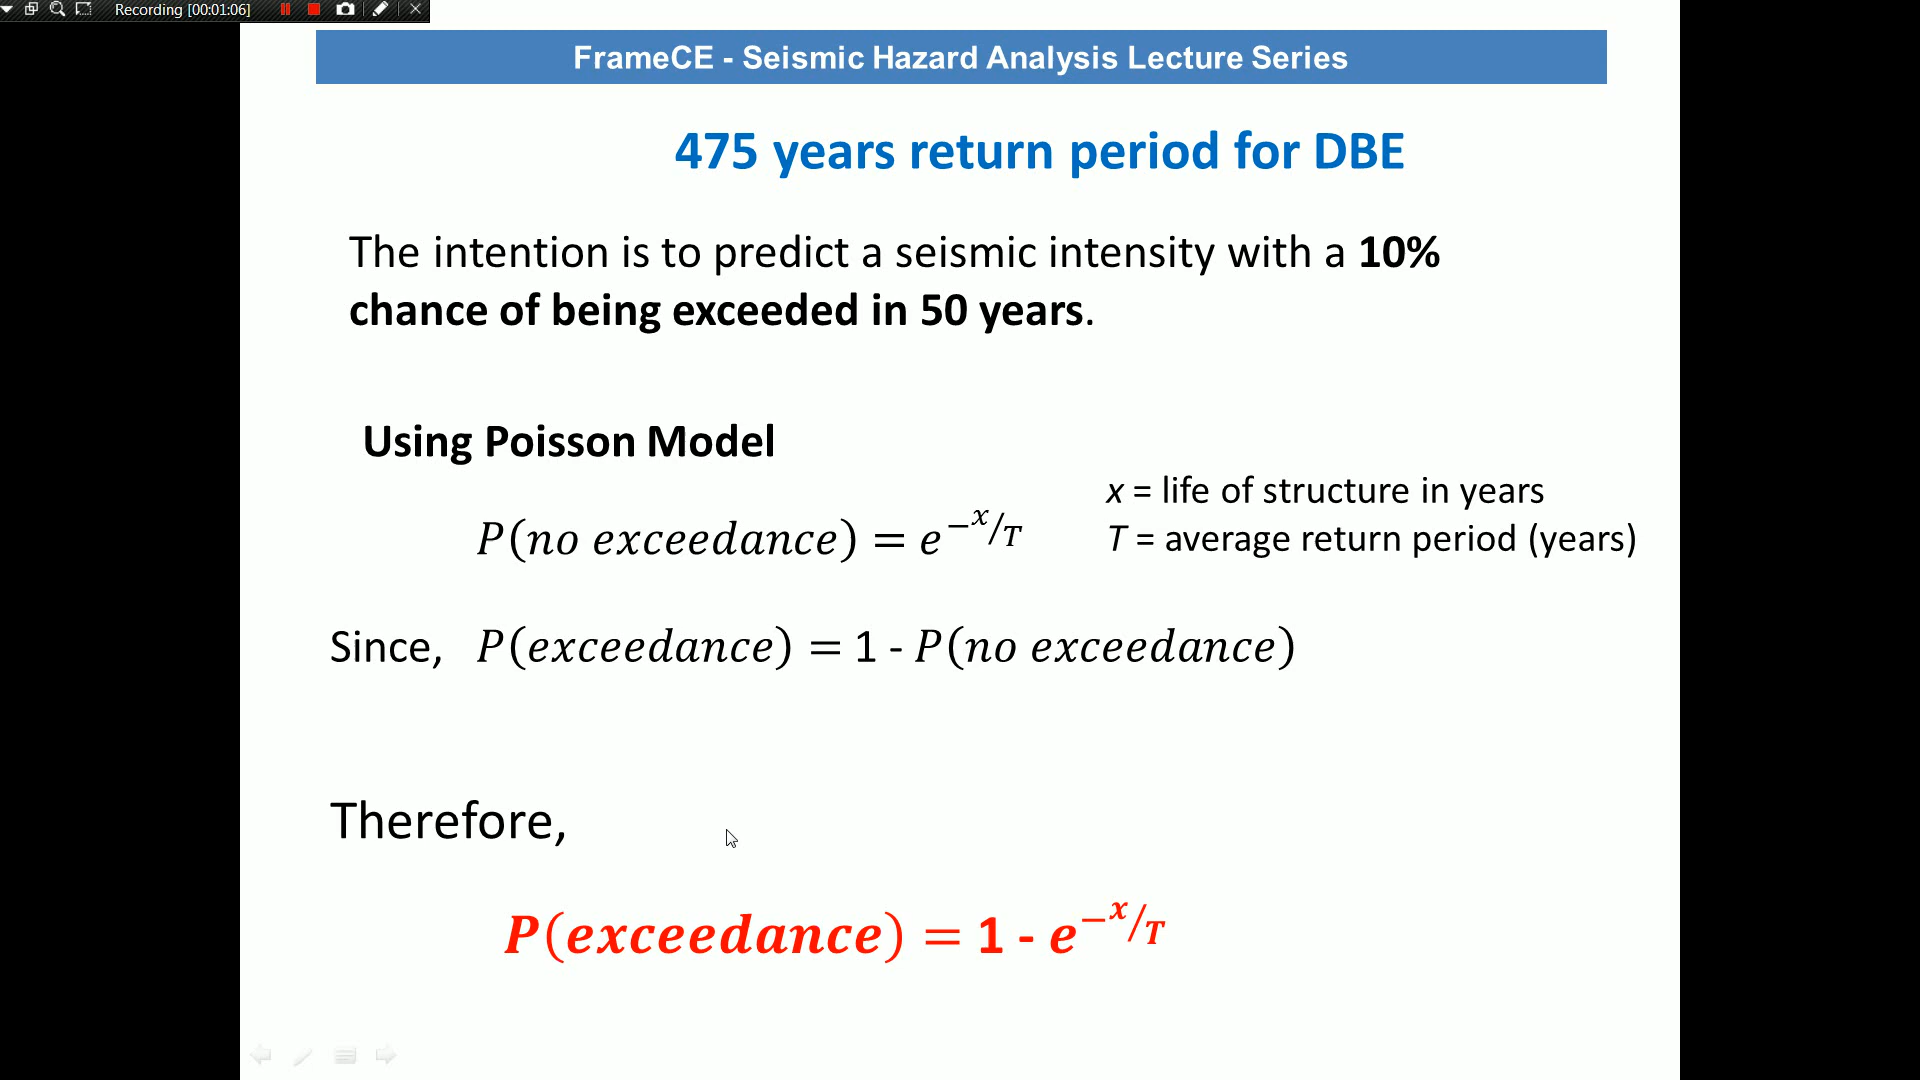 Recording [00:01:06]
FrameCE - Seismic Hazard Analysis Lecture Series
475 years return period for DBE
The intention is to predict a seismic intensity with a 10%
chance of being exceeded in 50 years.
Using Poisson Model
x = life of structure in years
P(no exceedance) = e^{-x/T}
T = average return period (years)
Since, P(exceedance) = 1 - P(no exceedance)
Therefore,
P(exceedance) = 1 - e^{-x/T}